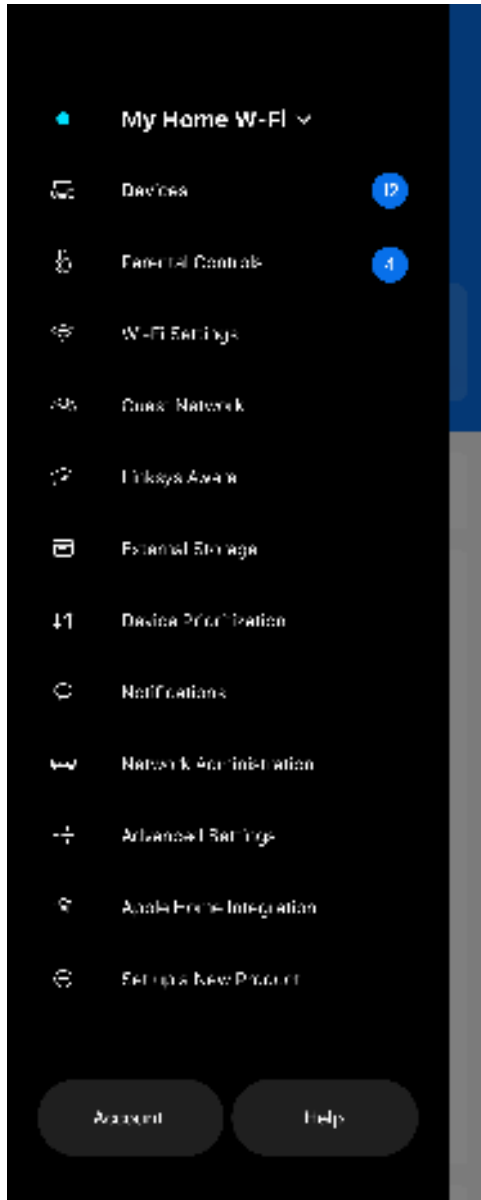 My Home W-Fi
Devices
12
Parental Controls
4
Wi-Fi Settings
Guest Network
Linksys Aware
External Storage
Device Prioritization
Notifications
Network Administration
Advanced Settings
Apple Home Integration
Set up a New Product
Account
Help